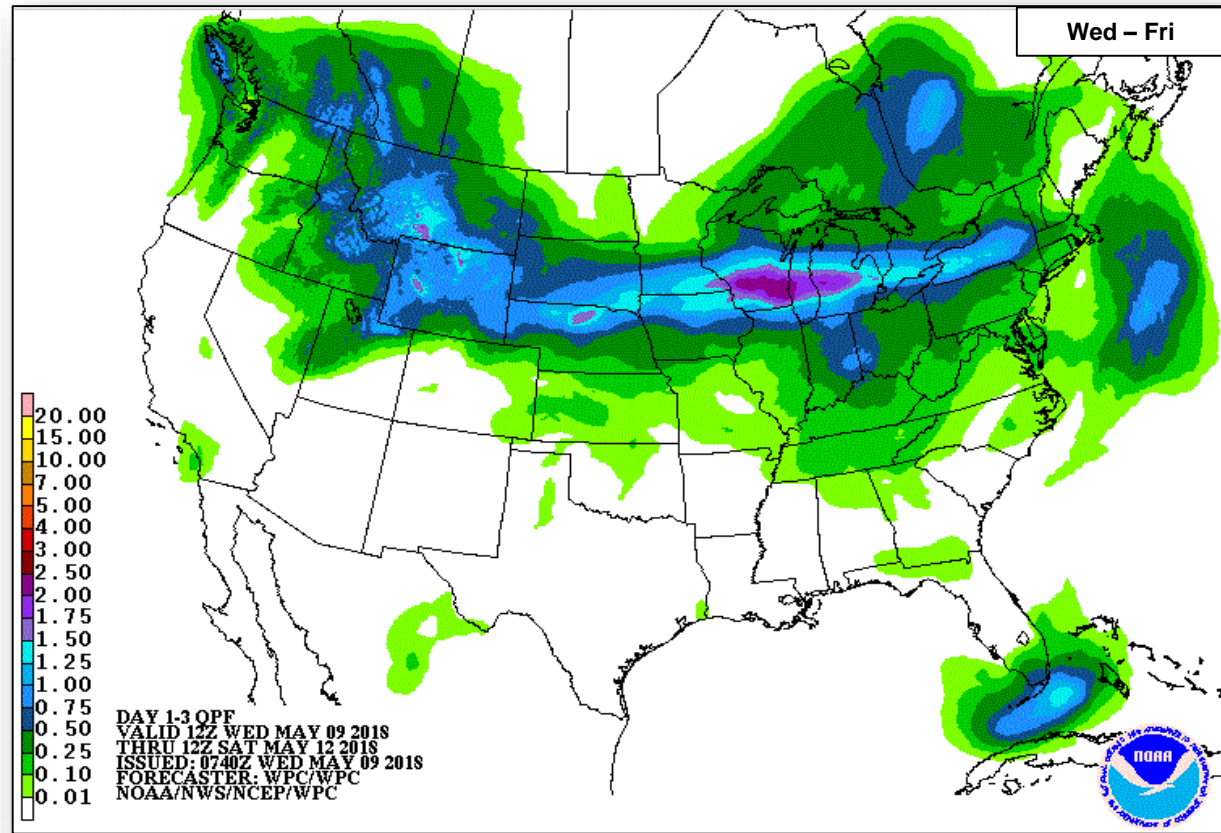 Wed – Fri
20.00
15.00
10.00
7.00
5.00
4.00
3.00
2.50
2.00
1.75
1.50
1.25
1.00
0.75
0.50
0.25
0.10
0.01
DAY 1-3 QPF
VALID 12Z WED MAY 09 2018
THRU 12Z SAT MAY 12 2018
ISSUED: 0740Z WED MAY 09 2018
FORECASTER: WPC/WPC
NOAA/NWS/NCEP/WPC
NOAA